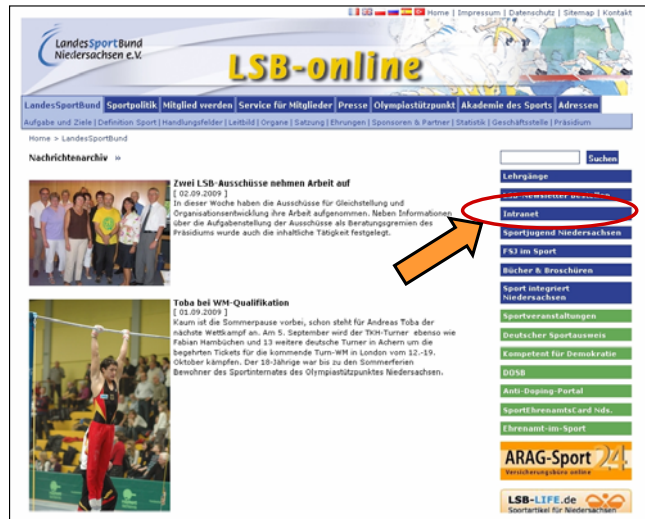 Home | Impressum | Datenschutz | Sitemap | Kontakt
LandesSportBund
Niedersachsen e.V.
LSB-online
LandesSportBund Sportpolitik Mitglied werden Service für Mitglieder Presse Olympiastützpunkt Akademie des Sports Adressen
Aufgabe und Ziele | Definition Sport | Handlungsfelder | Leitbild | Organe | Satzung | Ehrungen | Sponsoren & Partner | Statistik | Geschäftsstelle | Präsidium
Home > LandesSportBund
Nachrichtenarchiv »
Zwei LSB-Ausschüsse nehmen Arbeit auf
[ 02.09.2009 ]
In dieser Woche haben die Ausschüsse für Gleichstellung und
Organisationsentwicklung ihre Arbeit aufgenommen. Neben Informationen
über die Aufgabenstellung der Ausschüsse als Beratungsgremien des
Präsidiums wurde auch die inhaltliche Tätigkeit festgelegt.
Toba bei WM-Qualifikation
[ 01.09.2009 ]
Kaum ist die Sommerpause vorbei, schon steht für Andreas Toba der
nächste Wettkampf an. Am 5. September wird der TKH-Turner ebenso wie
Fabian Hambüchen und 13 weitere deutsche Turner in Achern um die
begehrten Tickets für die kommende Turn-WM in London vom 12.-19.
Oktober kämpfen. Der 18-Jährige war bis zu den Sommerferien
Bewohner des Sportinternates des Olympiastützpunktes Niedersachsen.
Suchen
Lehrgänge
LSB-Newsletter bestellen
Intranet
Sportjugend Niedersachsen
FSJ im Sport
Bücher & Broschüren
Sport integriert
Niedersachsen
Sportveranstaltungen
Deutscher Sportausweis
Kompetent für Demokratie
DOSB
Anti-Doping-Portal
SportEhrenamtsCard Nds.
Ehrenamt-im-Sport
ARAG-Sport 24
Versicherungsbüro online
LSB-LIFE.de
Sportartikel für Niedersachsen